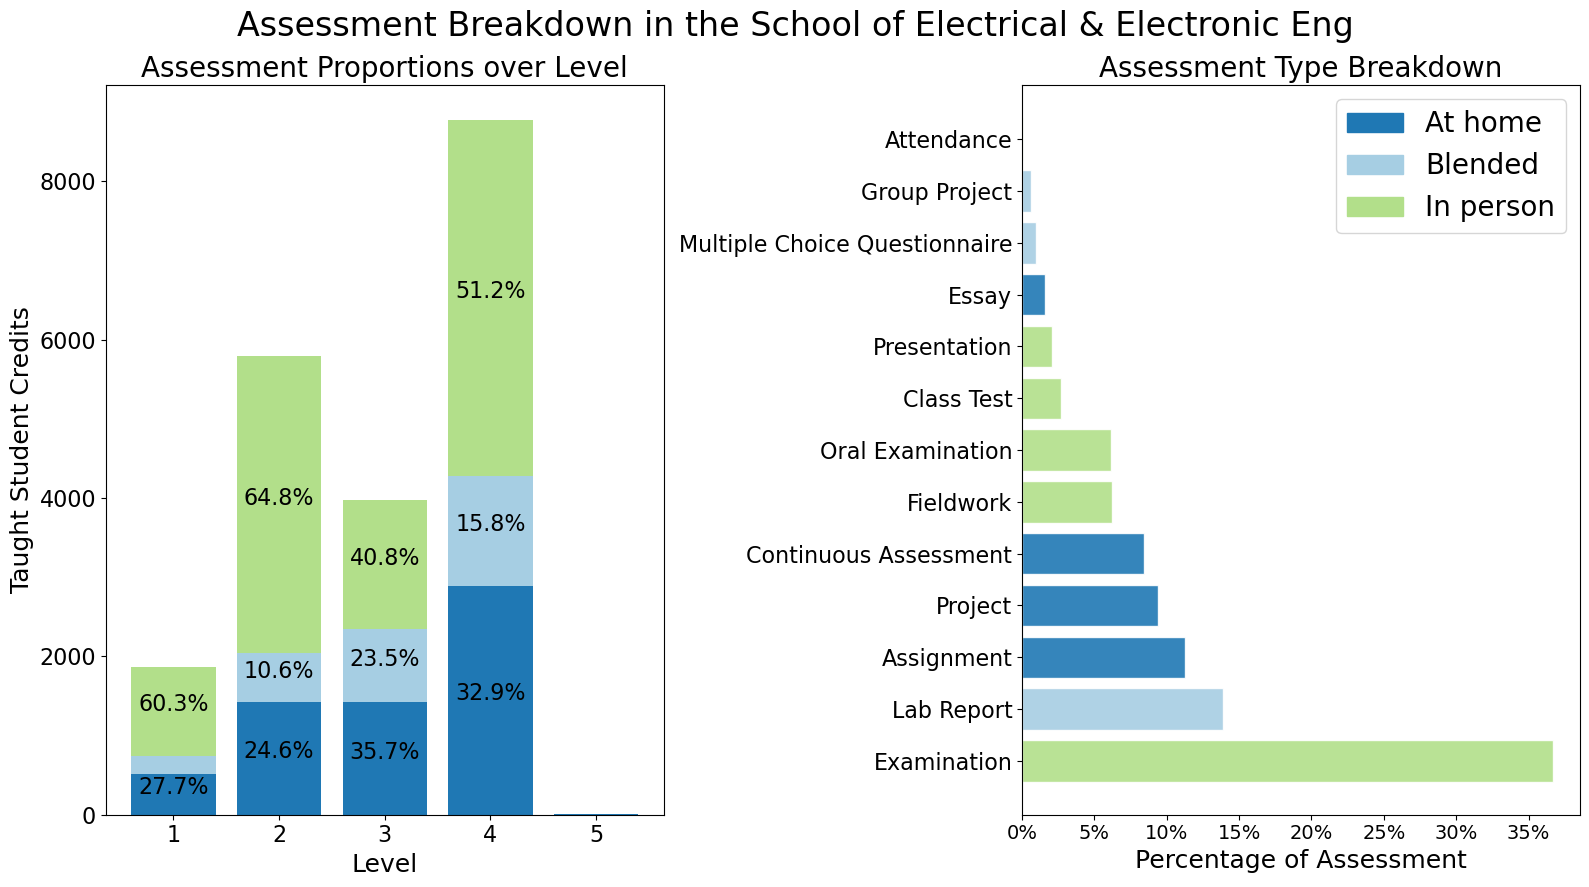 Assessment Breakdown in the School of Electrical & Electronic Eng
Assessment Proportions over Level
Taught Student Credits
8000
6000
4000
2000
0
60.3%
27.7%
64.8%
10.6%
24.6%
40.8%
23.5%
35.7%
51.2%
15.8%
32.9%
1 2 3 4 5
Level
Assessment Type Breakdown
At home
Blended
In person
Attendance
Group Project
Multiple Choice Questionnaire
Essay
Presentation
Class Test
Oral Examination
Fieldwork
Continuous Assessment
Project
Assignment
Lab Report
Examination
0% 5% 10% 15% 20% 25% 30% 35%
Percentage of Assessment